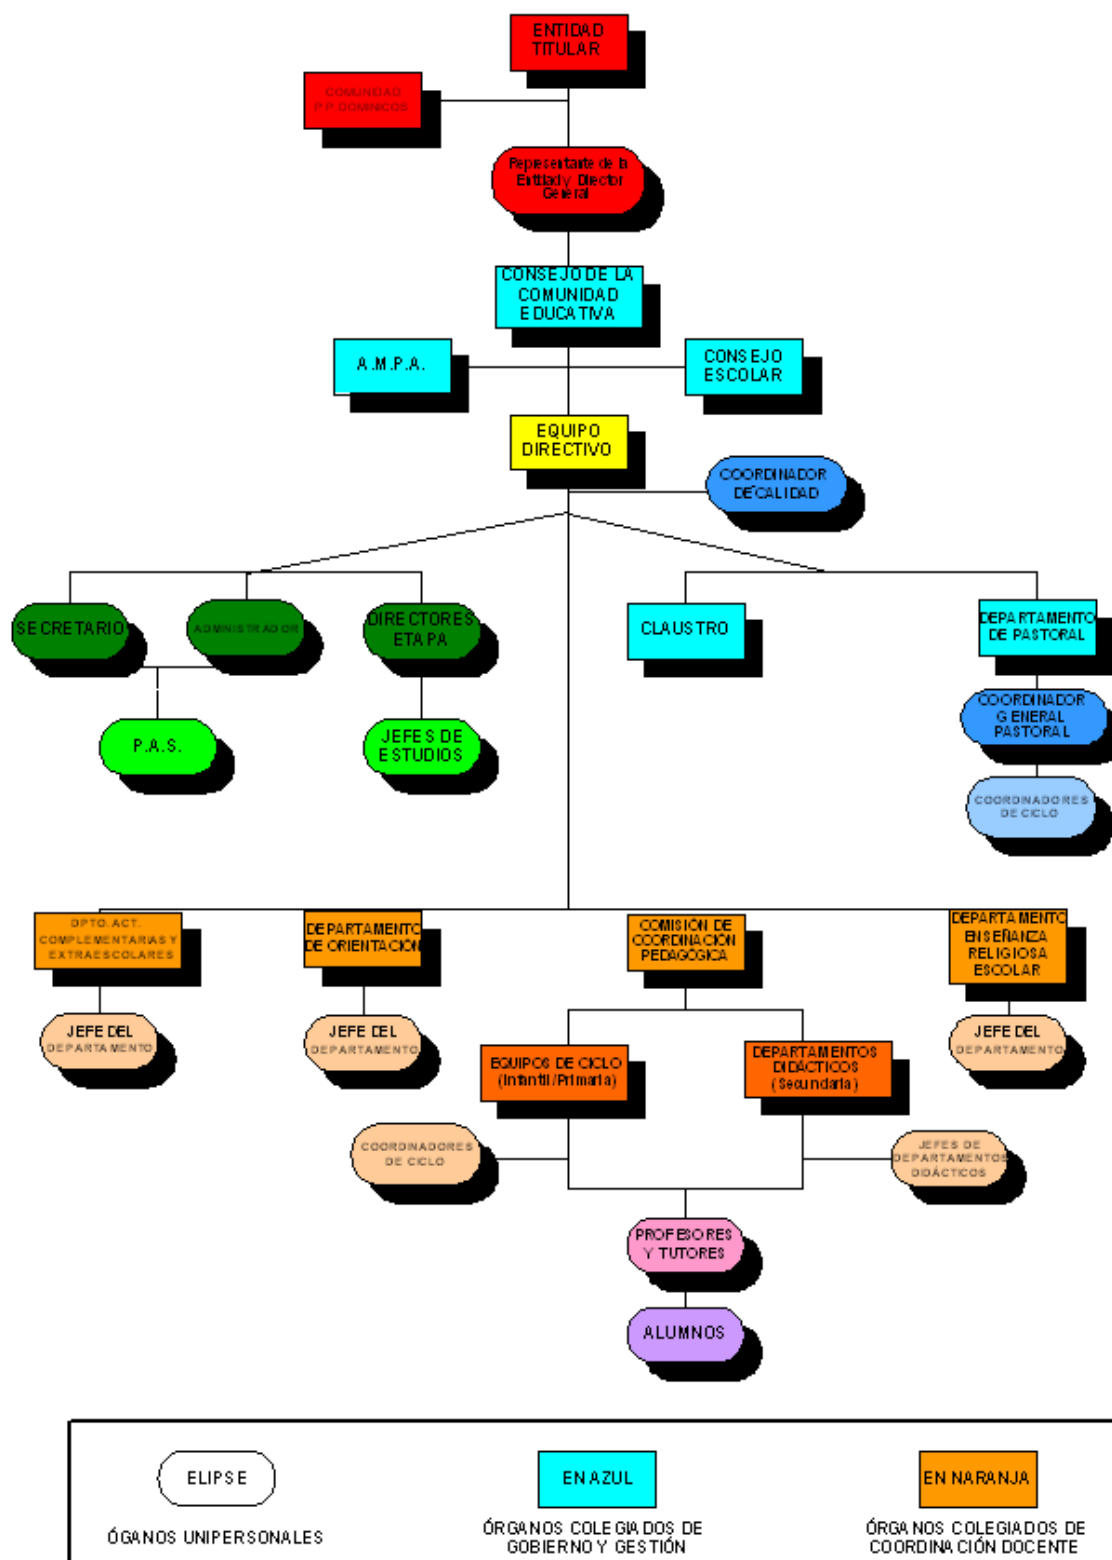 ENTIDAD
TITULAR
COMUNIDAD
P.P. DOMINICOS
Representante de la
Entidad y Director
General
CONSEJO DE LA
COMUNIDAD
EDUCATIVA
A.M.P.A.
CONSEJO
ESCOLAR
EQUIPO
DIRECTIVO
COORDINADOR
DE CALIDAD
SECRETARIO
ADMINISTRADOR
DIRECTORES
ETAPA
CLAUSTRO
DEPARTAMENTO
DE PASTORAL
P.A.S.
JEFES DE
ESTUDIOS
COORDINADOR
GENERAL
PASTORAL
COORDINADORES
DE CICLO
DPTO. ACT.
COMPLEMENTARIAS Y
EXTRAESCOLARES
DEPARTAMENTO
DE ORIENTACIÓN
COMISIÓN DE
COORDINACIÓN
PEDAGÓGICA
DEPARTAMENTO
ENSEÑANZA
RELIGIOSA
ESCOLAR
JEFE DEL
DEPARTAMENTO
JEFE DEL
DEPARTAMENTO
JEFE DEL
DEPARTAMENTO
EQUIPOS DE CICLO
(Infantil/Primaria)
DEPARTAMENTOS
DIDÁCTICOS
(Secundaria)
COORDINADORES
DE CICLO
JEFES DE
DEPARTAMENTOS
DIDÁCTICOS
PROFESORES
Y TUTORES
ALUMNOS
ELIPSE
EN AZUL
EN NARANJA
ÓGANOS UNIPERSONALES
ÓRGANOS COLEGIADOS DE
GOBIERNO Y GESTIÓN
ÓRGANOS COLEGIADOS DE
COORDINACIÓN DOCENTE